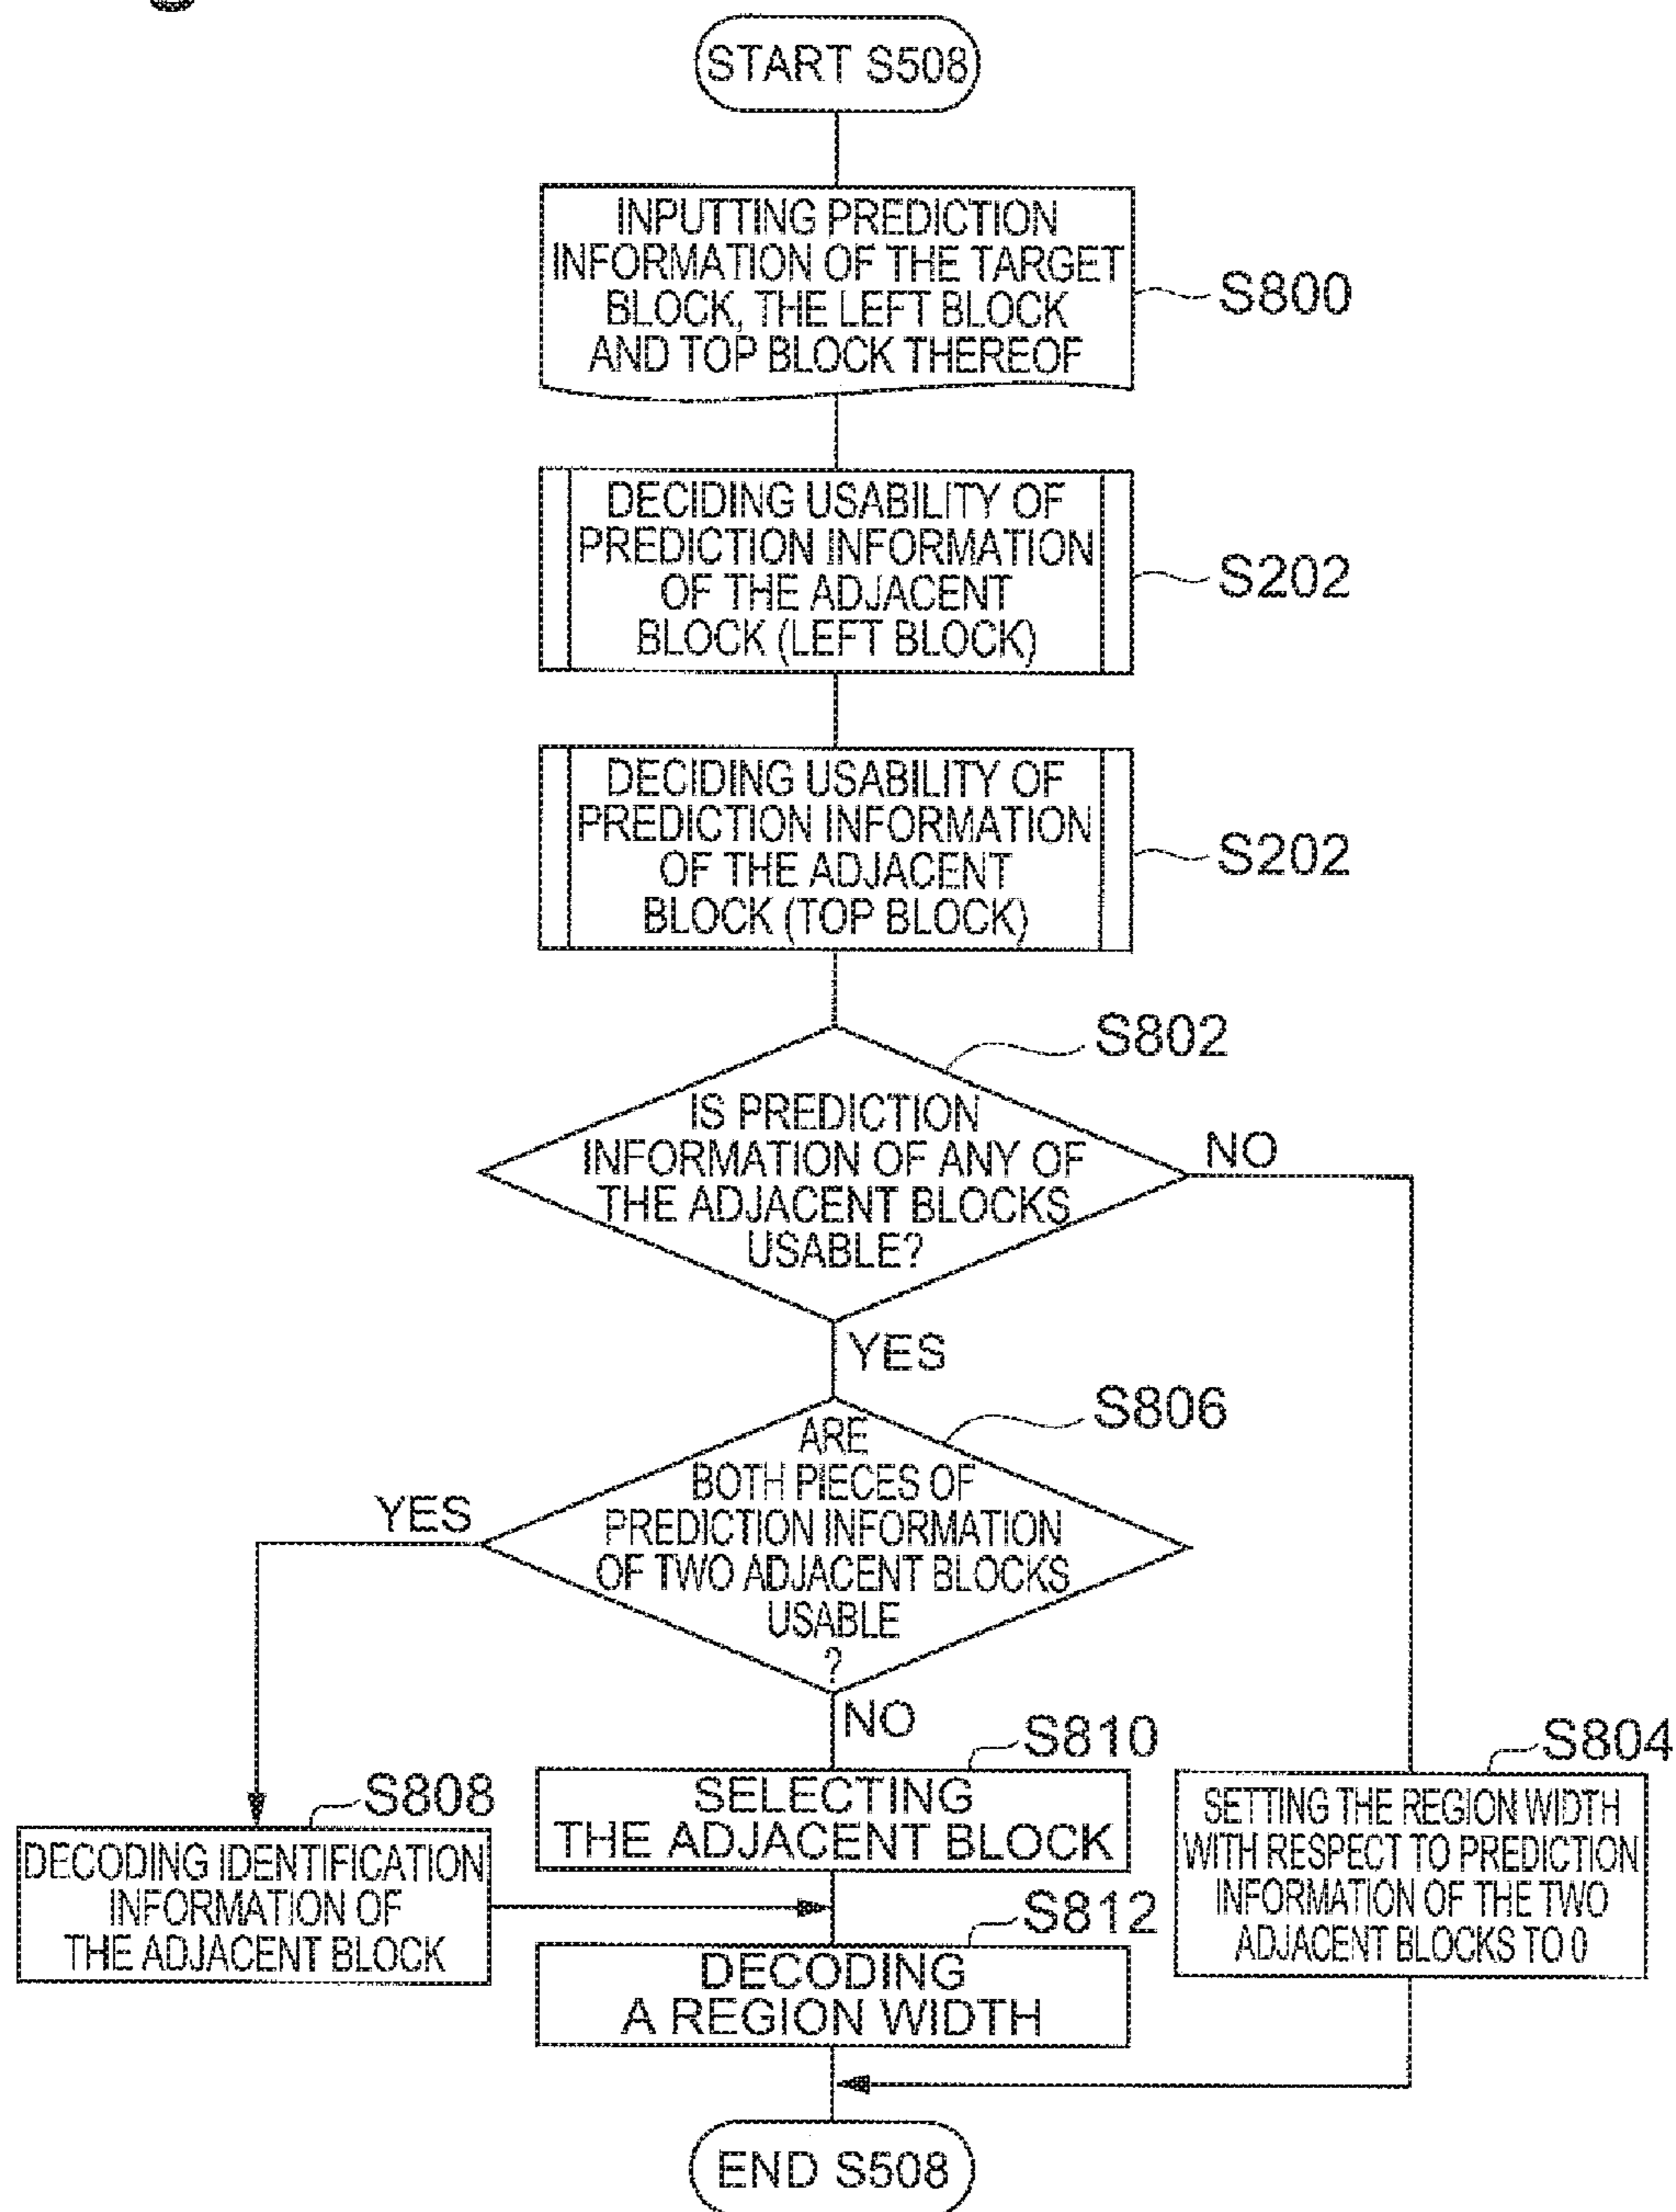 START S508
INPUTTING PREDICTION
INFORMATION OF THE TARGET
BLOCK, THE LEFT BLOCK
AND TOP BLOCK THEREOF
S800
DECIDING USABILITY OF
PREDICTION INFORMATION
OF THE ADJACENT
BLOCK (LEFT BLOCK)
S202
DECIDING USABILITY OF
PREDICTION INFORMATION
OF THE ADJACENT
BLOCK (TOP BLOCK)
S202
S802
IS PREDICTION
INFORMATION OF ANY OF
THE ADJACENT BLOCKS
USABLE?
NO
YES
S806
ARE
BOTH PIECES OF
PREDICTION INFORMATION
OF TWO ADJACENT BLOCKS
USABLE
?
YES
NO
S810
SELECTING
THE ADJACENT BLOCK
S804
SETTING THE REGION WIDTH
WITH RESPECT TO PREDICTION
INFORMATION OF THE TWO
ADJACENT BLOCKS TO 0
S808
DECODING IDENTIFICATION
INFORMATION OF
THE ADJACENT BLOCK
S812
DECODING
A REGION WIDTH
END S508